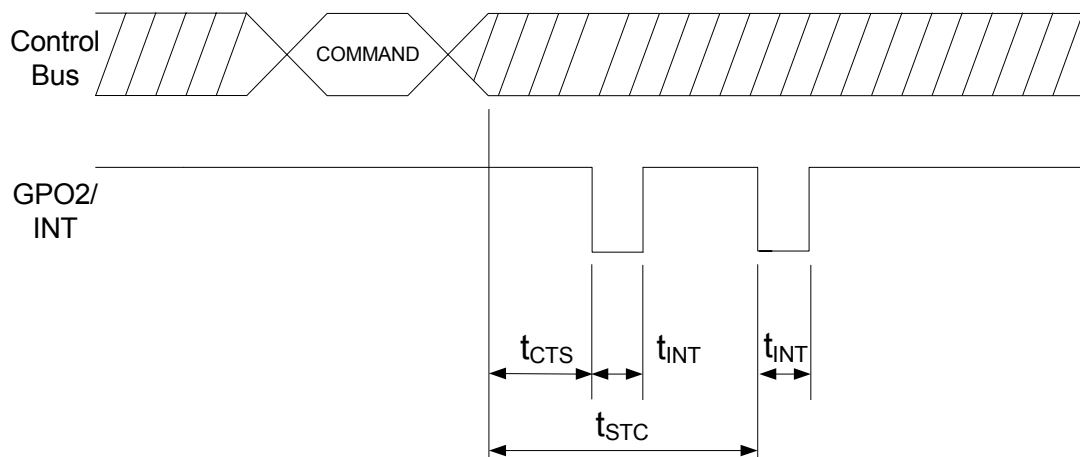 Control
Bus
COMMAND
GPO2/
INT
tCTS
tINT
tINT
tSTC